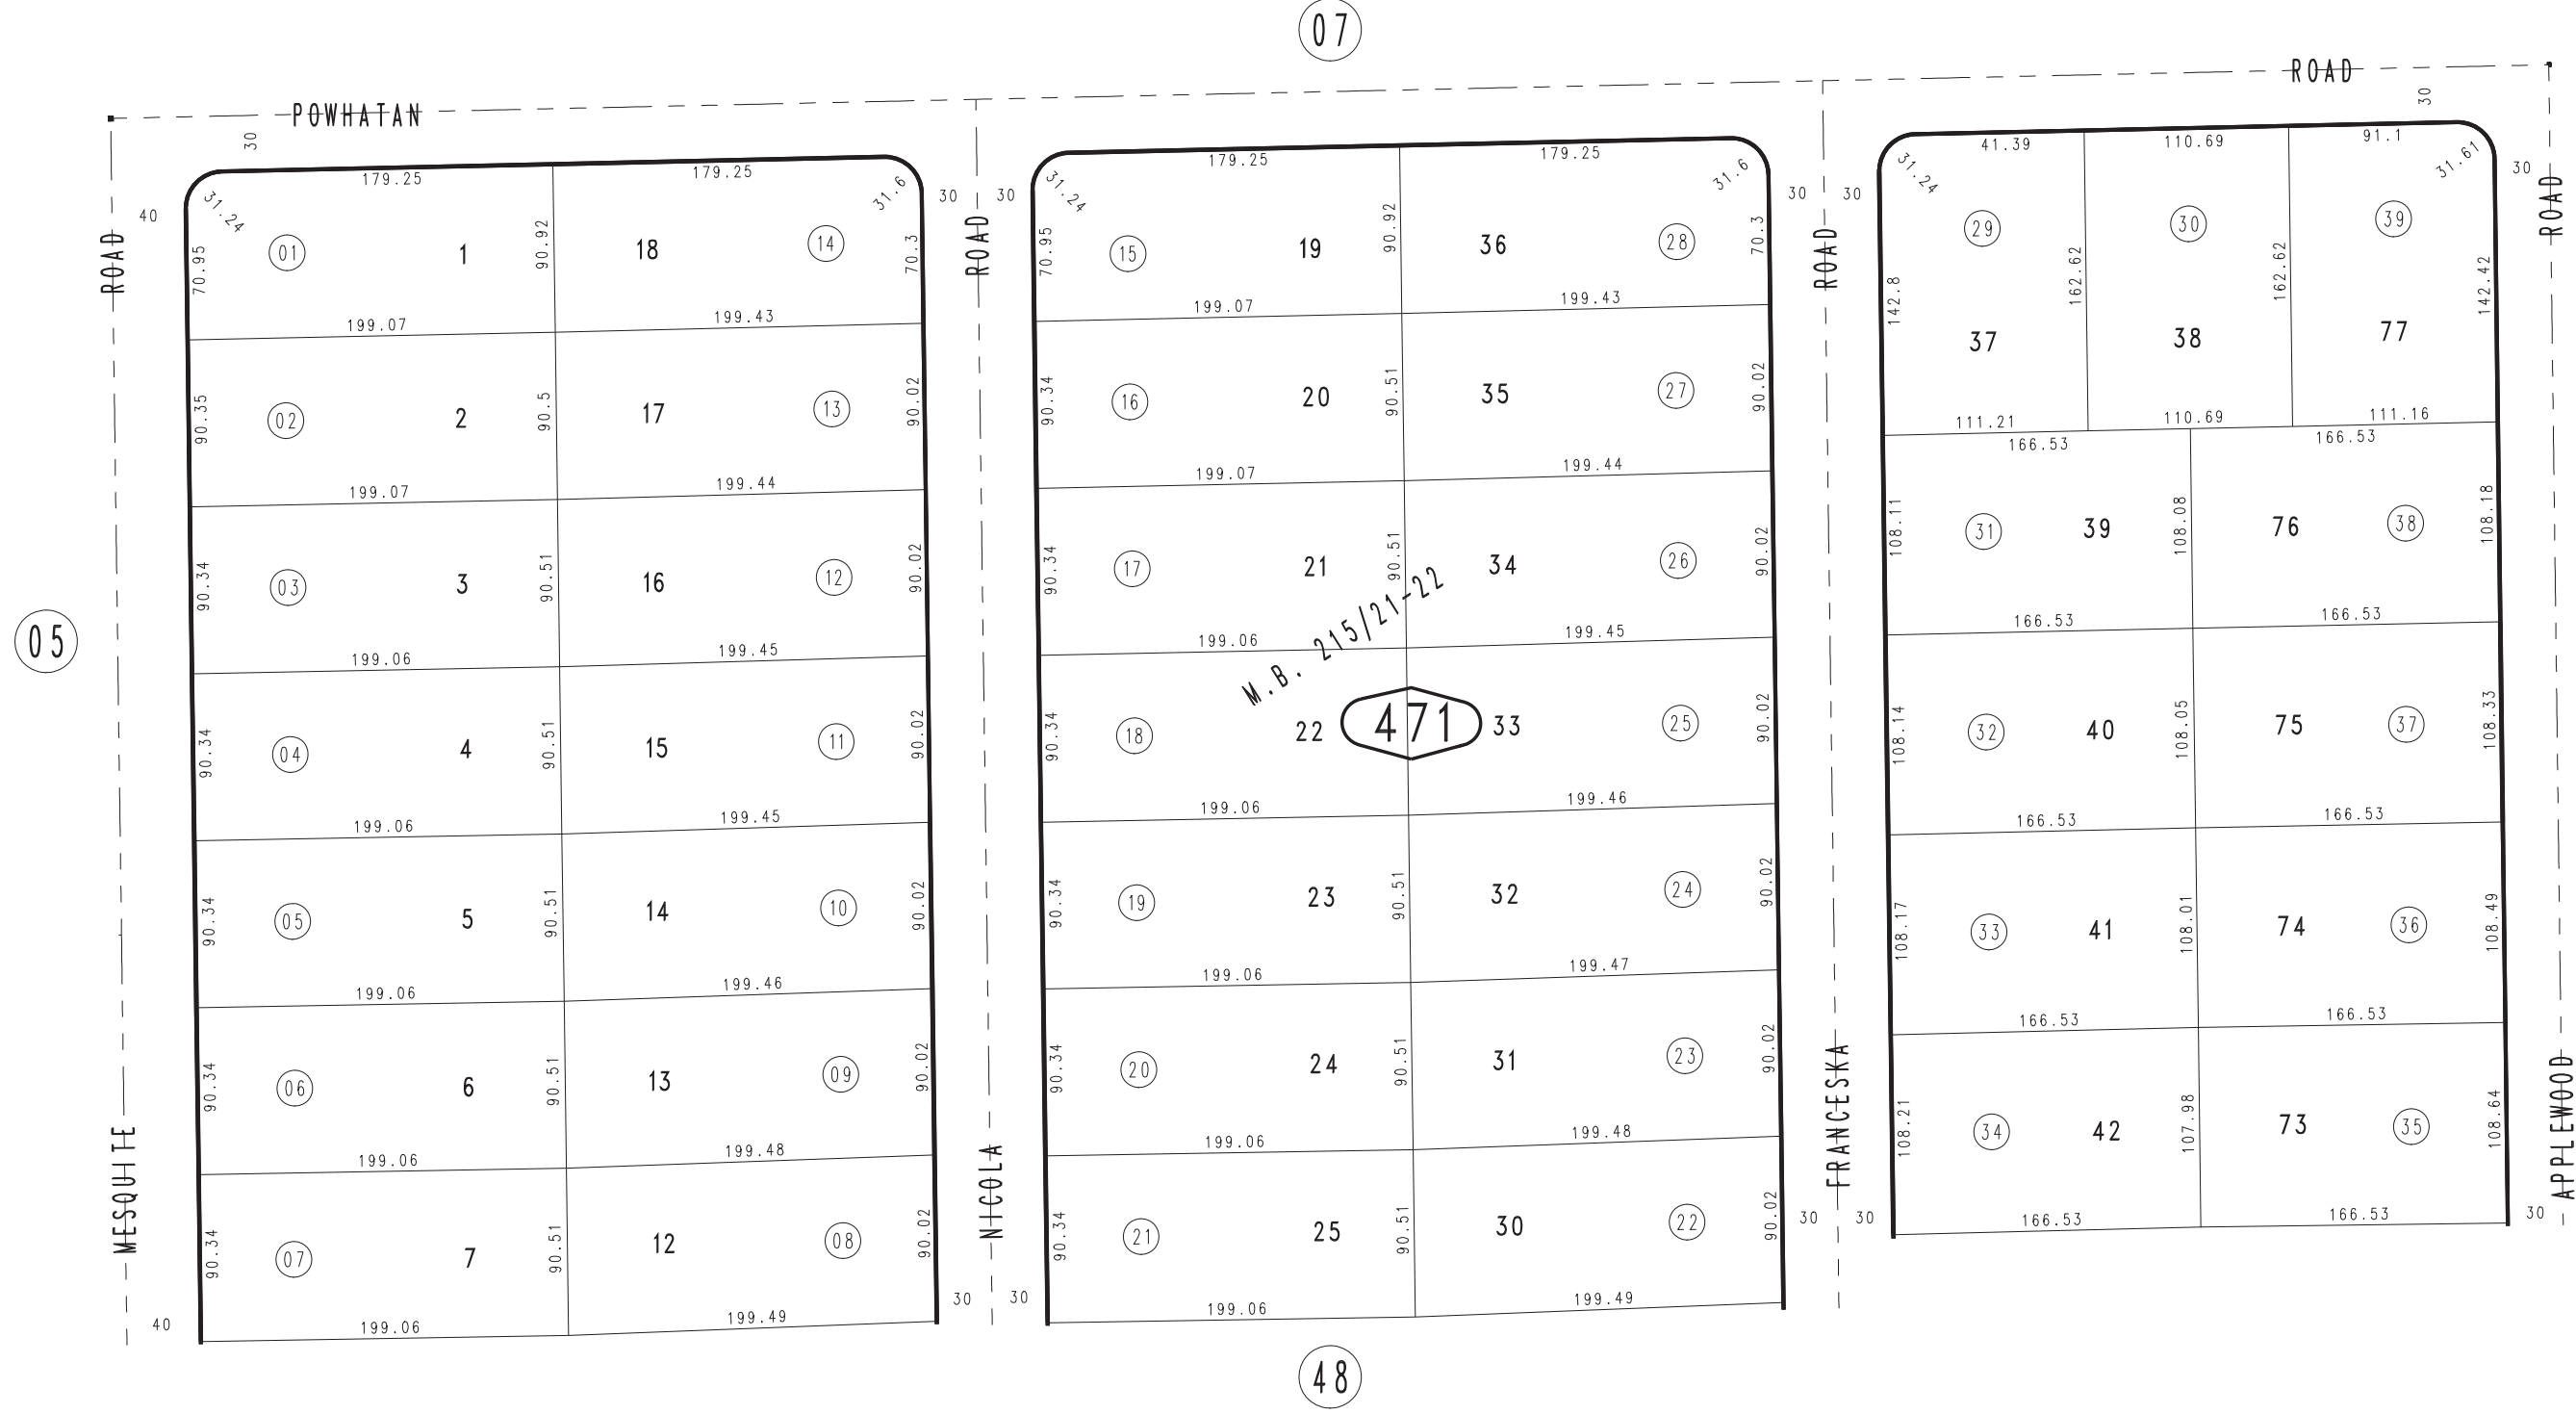 07
POWHATAN ROAD
30 30
179.25 179.25 179.25 179.25 41.39 110.69 91.1
31.24 31.6 31.24 31.6 31.24 31.61
40 30 30 30 30 30
ROAD ROAD ROAD ROAD
70.95 01 1 90.92 18 14 70.3
70.95 15 19 90.92 36 28 70.3
142.8 29 162.62 30 162.62 39 142.42
37 38 77
199.07 199.43 199.07 199.43
90.35 02 2 90.5 17 13 90.02
90.34 16 20 90.51 35 27 90.02
111.21 110.69 111.16
166.53 166.53
199.07 199.44 199.07 199.44
90.34 03 3 90.51 16 12 90.02
90.34 17 21 90.51 34 26 90.02
108.11 31 39 108.08 76 38 108.18
M.B. 215/21-22
05
199.06 199.45 199.06 199.45
166.53 166.53
90.34 04 4 90.51 15 11 90.02
90.34 18 22 471 33 25 90.02
108.14 32 40 108.05 75 37 108.33
199.06 199.45 199.06 199.46
166.53 166.53
90.34 05 5 90.51 14 10 90.02
90.34 19 23 90.51 32 24 90.02
108.17 33 41 108.01 74 36 108.49
199.06 199.46 199.06 199.47
166.53 166.53
90.34 06 6 90.51 13 09 90.02
90.34 20 24 90.51 31 23 90.02
108.21 34 42 107.98 73 35 108.64
199.06 199.48 199.06 199.48
MESQUITE NICOLA FRANCESKA APPLEWOOD
90.34 07 7 90.51 12 08 90.02
90.34 21 25 90.51 30 22 90.02
30 30 166.53 166.53 30
40 199.06 199.49 30 30 199.06 199.49
48